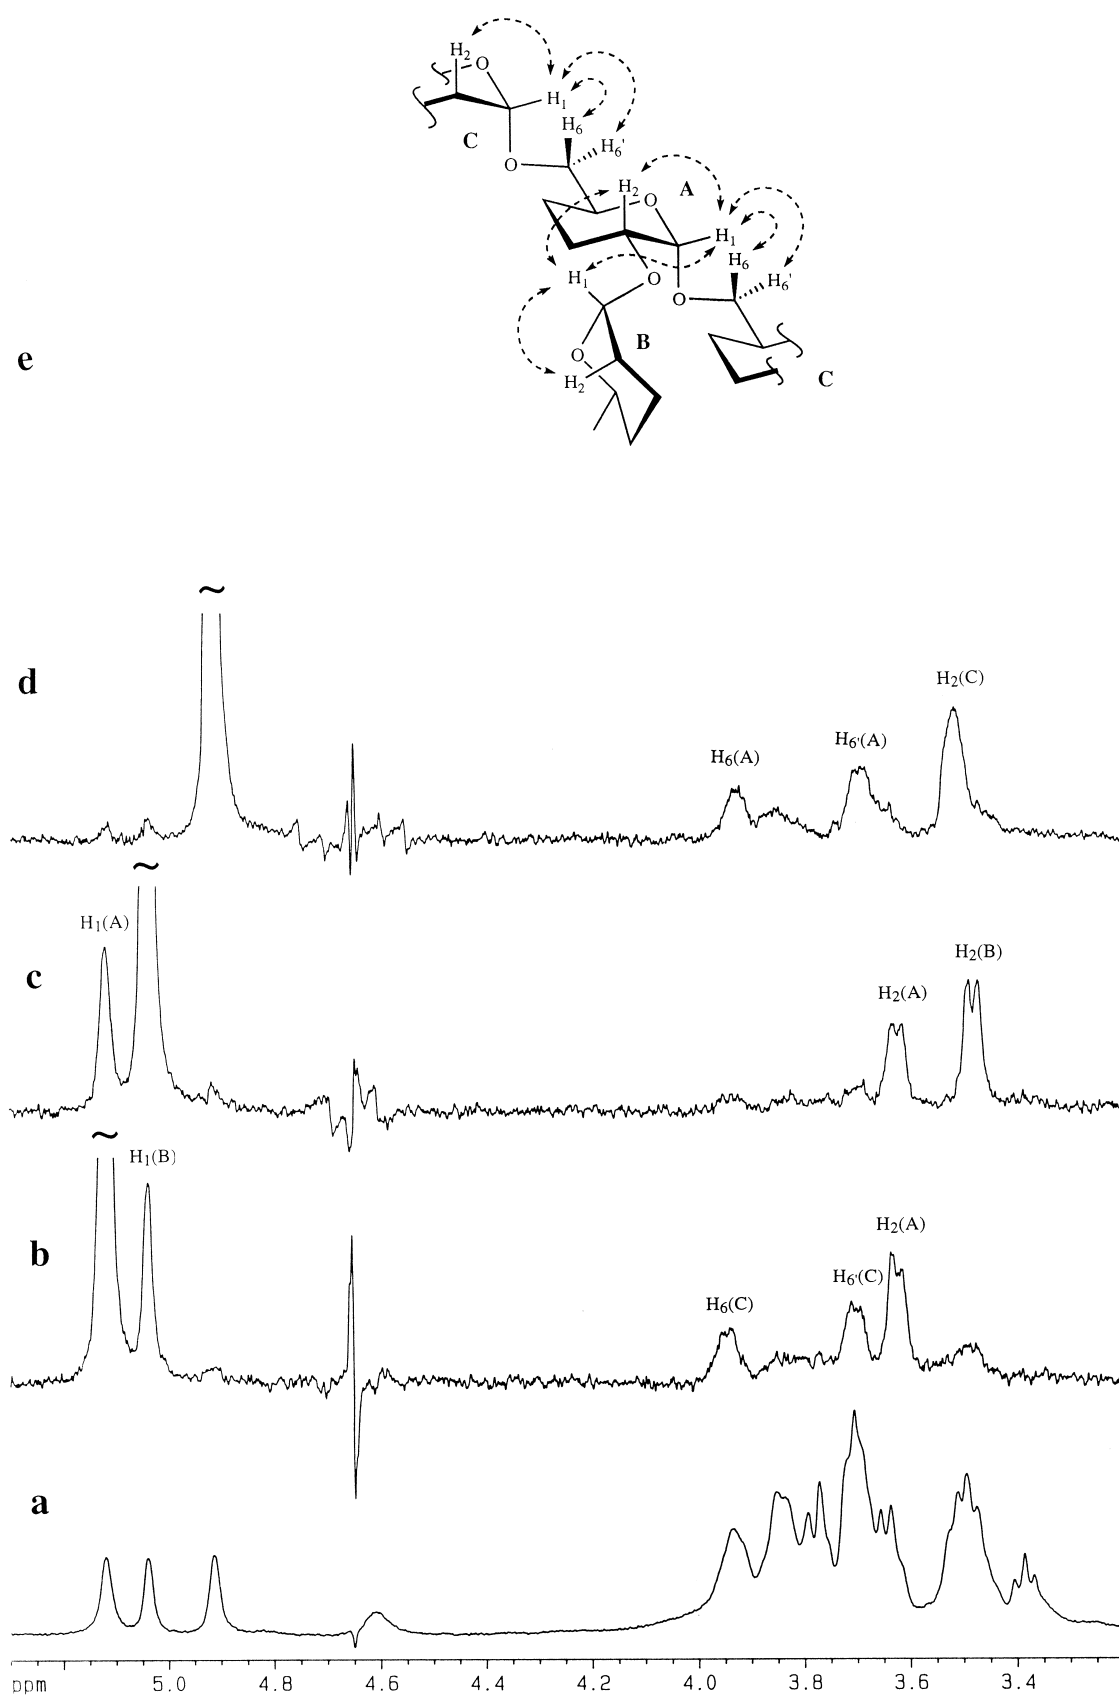 H2 O
H1
H6
C H6'
O
H2 A
O
H1
H6
H1 O H6'
O
B
O
e C
H2
~
d H2(C)
H6'(A)
H6(A)
~
H1(A)
c H2(B)
H2(A)
~
H1(B)
b H2(A)
H6'(C)
H6(C)
a
ppm 5.0 4.8 4.6 4.4 4.2 4.0 3.8 3.6 3.4